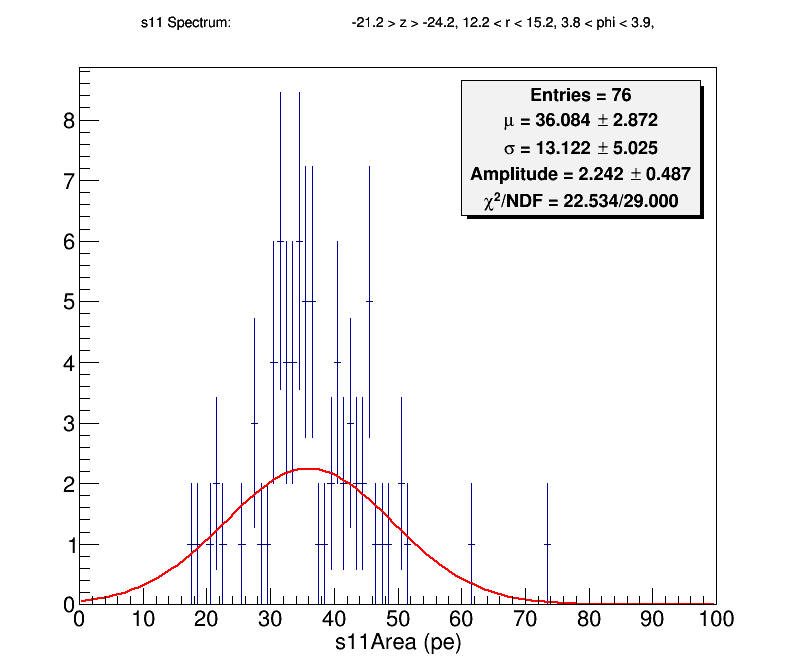 s11 Spectrum: -21.2 > z > -24.2, 12.2 < r < 15.2, 3.8 < phi < 3.9,
Entries = 76
μ = 36.084 ± 2.872
σ = 13.122 ± 5.025
Amplitude = 2.242 ± 0.487
χ²/NDF = 22.534/29.000
8
7
6
5
4
3
2
1
0
0 10 20 30 40 50 60 70 80 90 100
s11Area (pe)